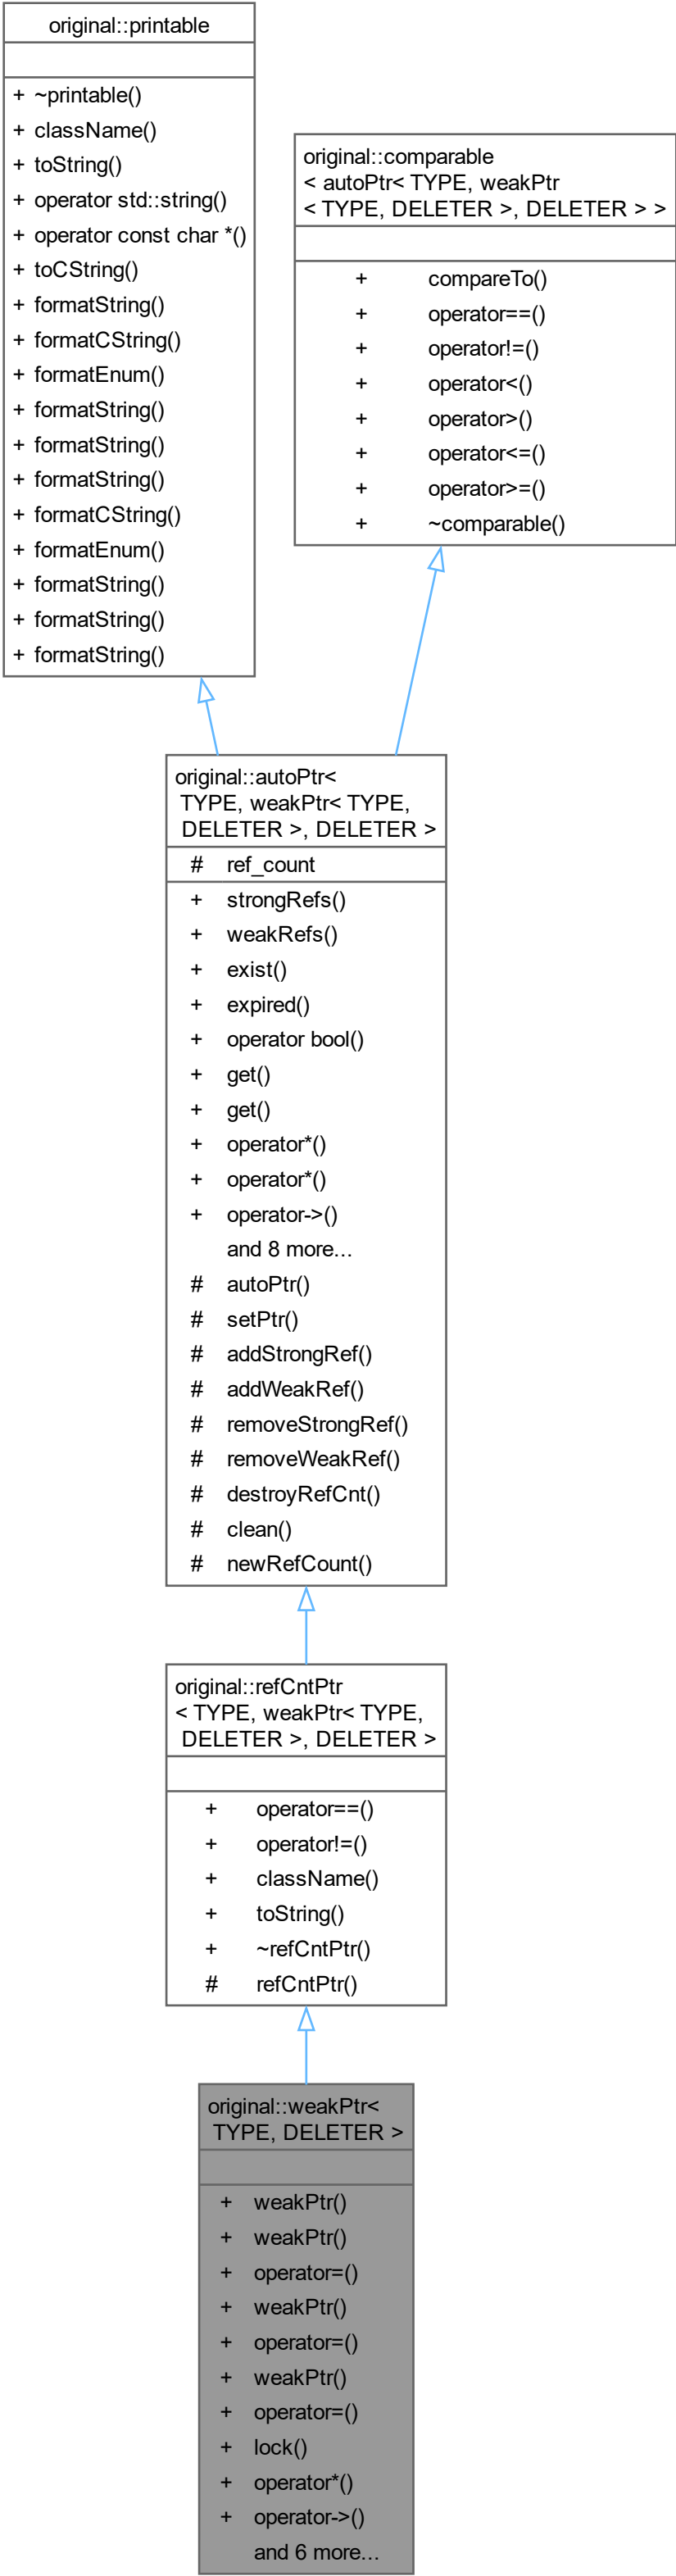 original::printable
+ ~printable()
+ className()
+ toString()
+ operator std::string()
+ operator const char *()
+ toCString()
+ formatString()
+ formatCString()
+ formatEnum()
+ formatString()
+ formatString()
+ formatString()
+ formatCString()
+ formatEnum()
+ formatString()
+ formatString()
+ formatString()
original::comparable
< autoPtr< TYPE, weakPtr
< TYPE, DELETER >, DELETER > >
+ compareTo()
+ operator==()
+ operator!=()
+ operator<()
+ operator>()
+ operator<=()
+ operator>=()
+ ~comparable()
original::autoPtr<
TYPE, weakPtr< TYPE,
DELETER >, DELETER >
# ref_count
+ strongRefs()
+ weakRefs()
+ exist()
+ expired()
+ operator bool()
+ get()
+ get()
+ operator*()
+ operator*()
+ operator->()
and 8 more...
# autoPtr()
# setPtr()
# addStrongRef()
# addWeakRef()
# removeStrongRef()
# removeWeakRef()
# destroyRefCnt()
# clean()
# newRefCount()
original::refCntPtr
< TYPE, weakPtr< TYPE,
DELETER >, DELETER >
+ operator==()
+ operator!=()
+ className()
+ toString()
+ ~refCntPtr()
# refCntPtr()
original::weakPtr<
TYPE, DELETER >
+ weakPtr()
+ weakPtr()
+ operator=()
+ weakPtr()
+ operator=()
+ weakPtr()
+ operator=()
+ lock()
+ operator*()
+ operator->()
and 6 more...